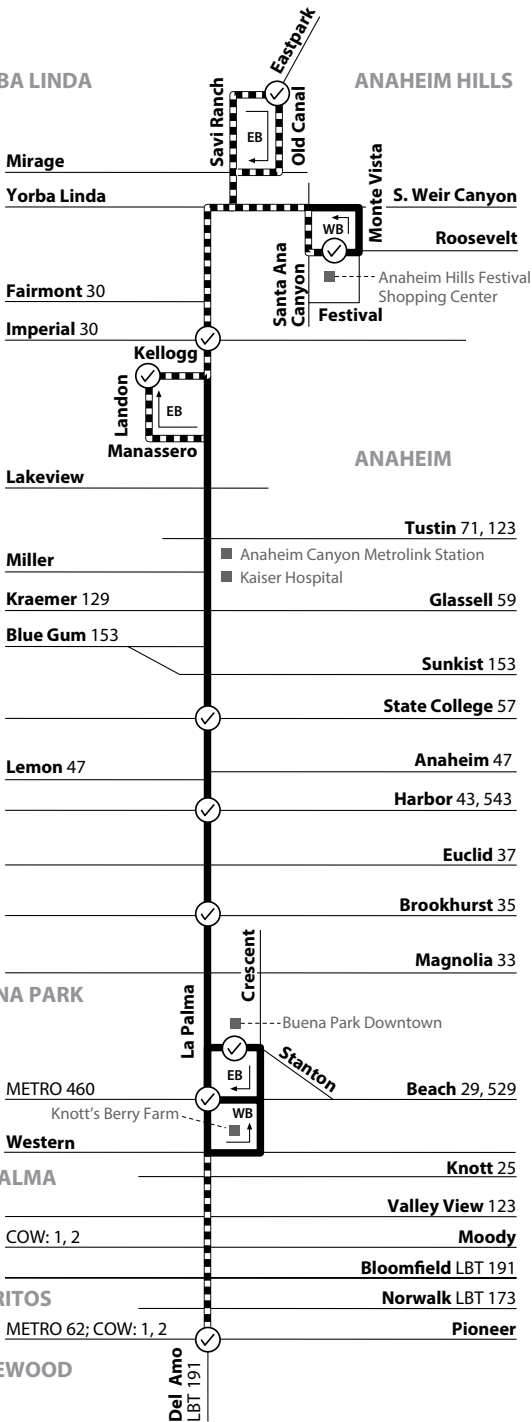 Eastpark
BA LINDA
ANAHEIM HILLS
Savi Ranch
EB
Old Canal
Mirage
Monte Vista
Yorba Linda
S. Weir Canyon
WB
Roosevelt
Santa Ana
Canyon
Anaheim Hills Festival
Shopping Center
Fairmont 30
Festival
Imperial 30
Kellogg
Landon
EB
Manassero
ANAHEIM
Lakeview
Tustin 71, 123
Anaheim Canyon Metrolink Station
Miller
Kaiser Hospital
Kraemer 129
Glassell 59
Blue Gum 153
Sunkist 153
State College 57
Anaheim 47
Lemon 47
Harbor 43, 543
Euclid 37
Brookhurst 35
Crescent
Magnolia 33
NA PARK
La Palma
Buena Park Downtown
Stanton
EB
METRO 460
Beach 29, 529
Knott's Berry Farm
WB
Western
Knott 25
ALMA
Valley View 123
COW: 1, 2
Moody
Bloomfield LBT 191
RITOS
Norwalk LBT 173
METRO 62; COW: 1, 2
Pioneer
EWOOD
Del Amo
LBT 191